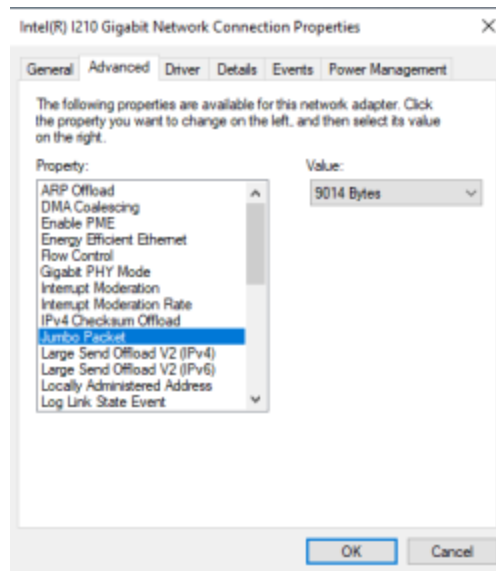 Intel(R) I210 Gigabit Network Connection Properties
General Advanced Driver Details Events Power Management
The following properties are available for this network adapter. Click
the property you want to change on the left, and then select its value
on the right.
Property: Value:
ARP Offload 9014 Bytes
DMA Coalescing
Enable PME
Energy Efficient Ethernet
Flow Control
Gigabit PHY Mode
Interrupt Moderation
Interrupt Moderation Rate
IPv4 Checksum Offload
Jumbo Packet
Large Send Offload V2 (IPv4)
Large Send Offload V2 (IPv6)
Locally Administered Address
Log Link State Event
OK Cancel